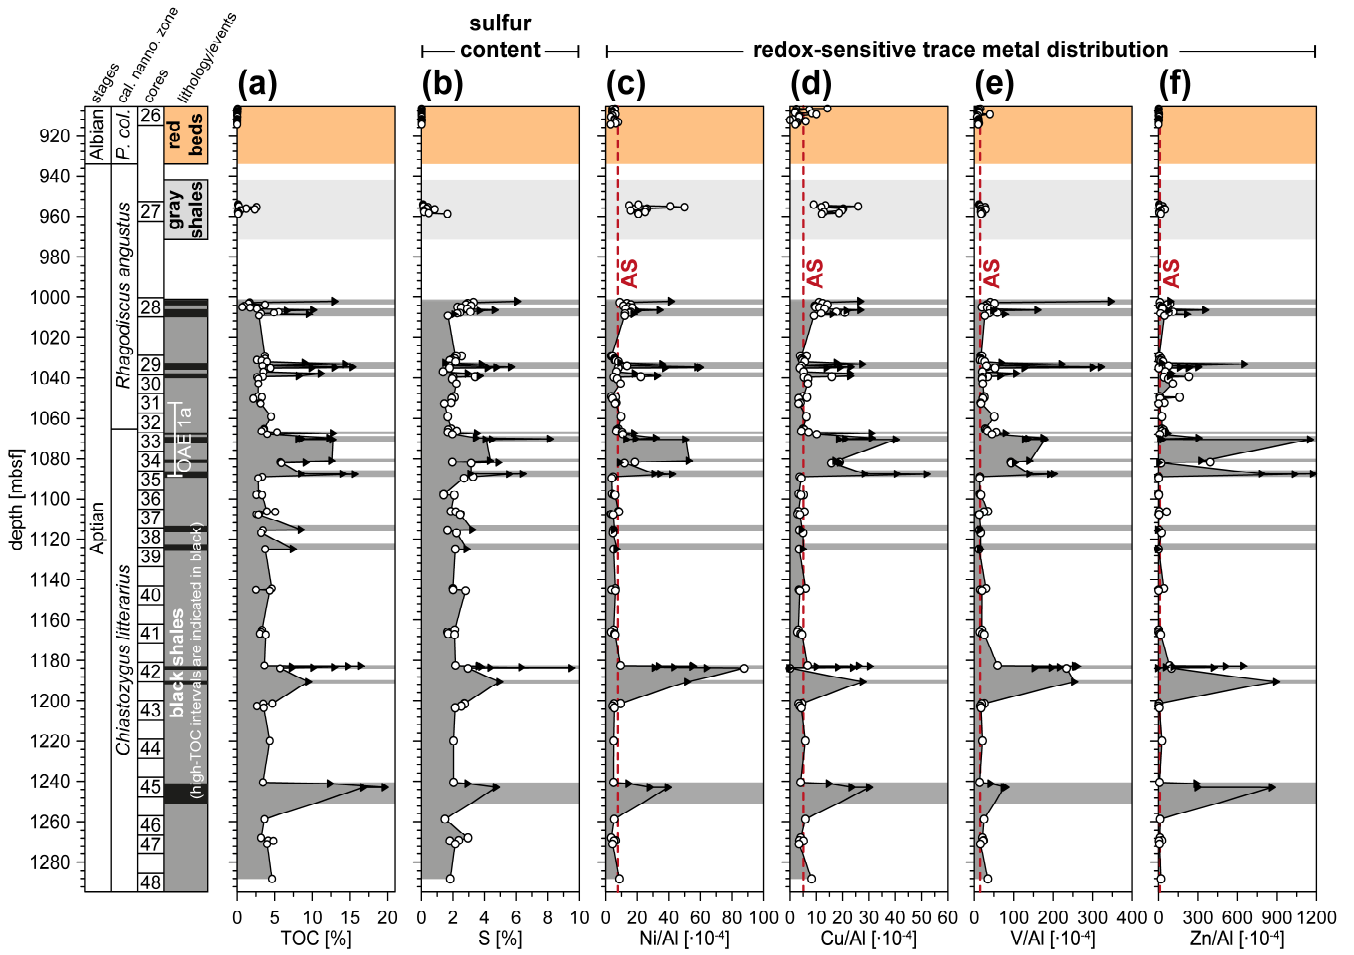 sulfur
content
redox-sensitive trace metal distribution
stages
cal. nanno. zone
cores
lithology/events
(a)
(b)
(c)
(d)
(e)
(f)
Albian
P. col.
26
red
beds
920
940
Rhagodiscus angustus
27
gray
shales
960
980
AS
AS
AS
AS
1000
28
1020
29
1040
30
31
1060
32
OAE 1a
33
1080
34
35
1100
36
37
depth [mbsf]
Aptian
1120
38
39
1140
40
Chiastozygus litterarius
black shales
(high-TOC intervals are indicated in black)
1160
41
1180
42
1200
43
1220
44
1240
45
1260
46
47
1280
48
0 5 10 15 20
0 2 4 6 8 10
0 20 40 60 80 100
0 10 20 30 40 50 60
0 100 200 300 400
0 300 600 900 1200
TOC [%]
S [%]
Ni/Al [·10⁻⁴]
Cu/Al [·10⁻⁴]
V/Al [·10⁻⁴]
Zn/Al [·10⁻⁴]